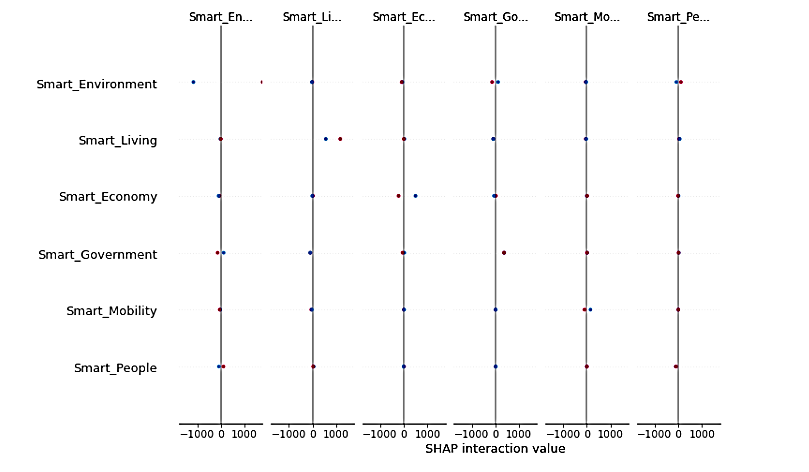 Smart_En... Smart_Li... Smart_Ec... Smart_Go... Smart_Mo... Smart_Pe...
Smart_Environment
Smart_Living
Smart_Economy
Smart_Government
Smart_Mobility
Smart_People
−1000 0 1000 −1000 0 1000 −1000 0 1000 −1000 0 1000 −1000 0 1000 −1000 0 1000
SHAP interaction value